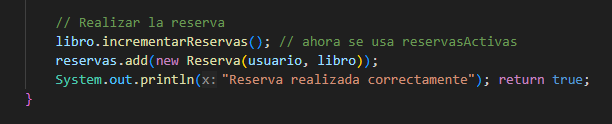 // Realizar la reserva
libro.incrementarReservas(); // ahora se usa reservasActivas
reservas.add(new Reserva(usuario, libro));
System.out.println(x: "Reserva realizada correctamente"); return true;
}